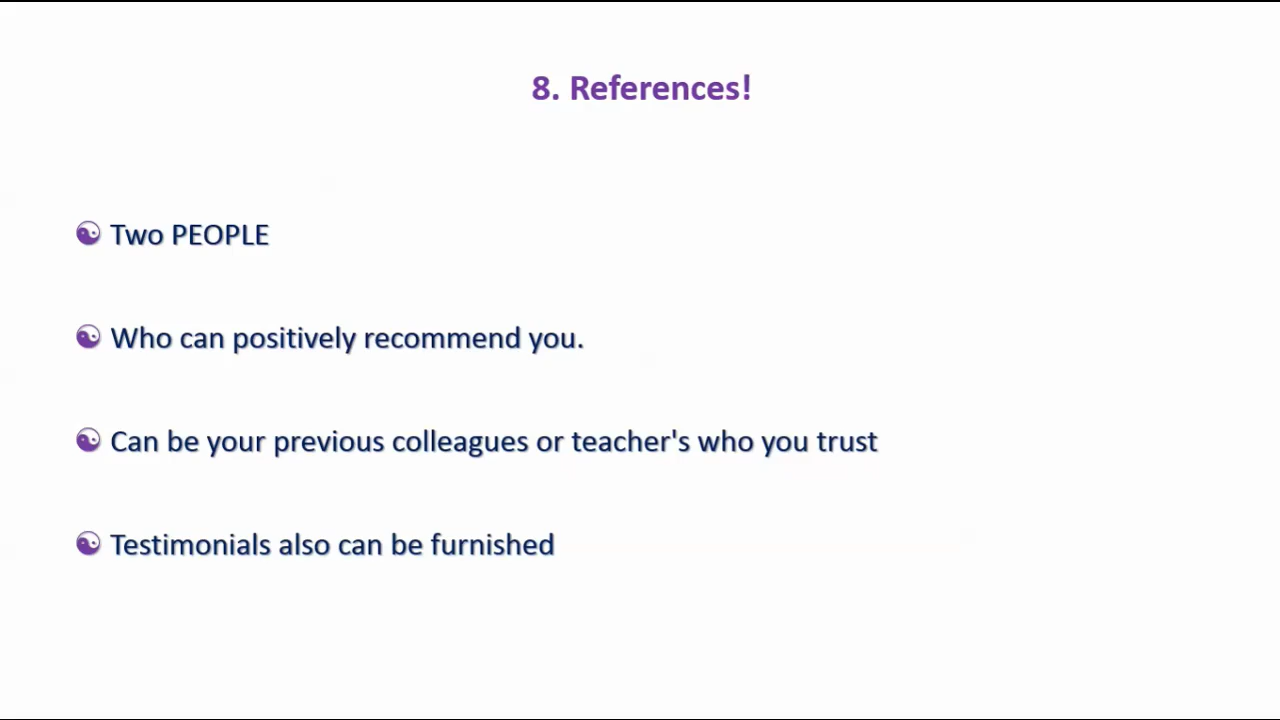 8. References!
☯ Two PEOPLE
☯ Who can positively recommend you.
☯ Can be your previous colleagues or teacher's who you trust
☯ Testimonials also can be furnished